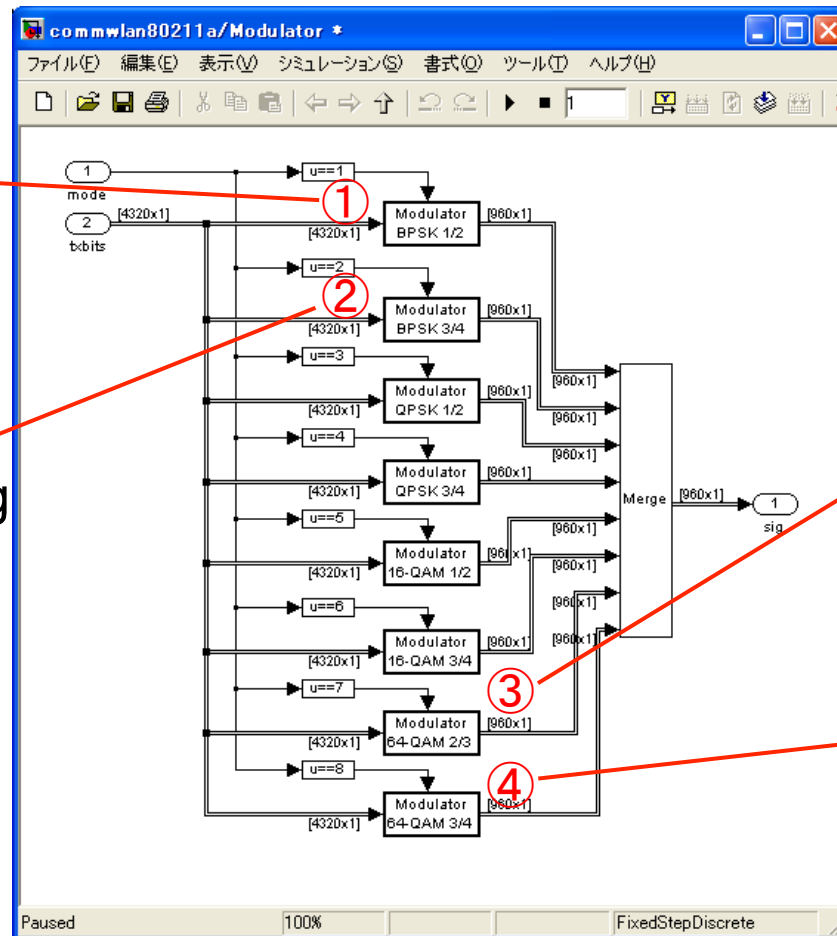 commwlan80211a/Modulator *
ファイル(F) 編集(E) 表示(V) シミュレーション(S) 書式(O) ツール(T) ヘルプ(H)
1
1
mode
2
txbits
[4320x1]
u==1
①
[4320x1]
Modulator
BPSK 1/2
[960x1]
u==2
②
[4320x1]
Modulator
BPSK 3/4
[960x1]
u==3
[4320x1]
Modulator
QPSK 1/2
[960x1]
u==4
[4320x1]
Modulator
QPSK 3/4
[960x1]
u==5
[4320x1]
Modulator
16-QAM 1/2
[960x1]
u==6
[4320x1]
Modulator
16-QAM 3/4
[960x1]
③
u==7
[4320x1]
Modulator
64-QAM 2/3
[960x1]
④
u==8
[4320x1]
Modulator
64-QAM 3/4
[960x1]
[960x1]
[960x1]
[960x1]
[960x1]
[960x1]
[960x1]
[960x1]
[960x1]
Merge
[960x1]
1
sig
g
Paused 100% FixedStepDiscrete